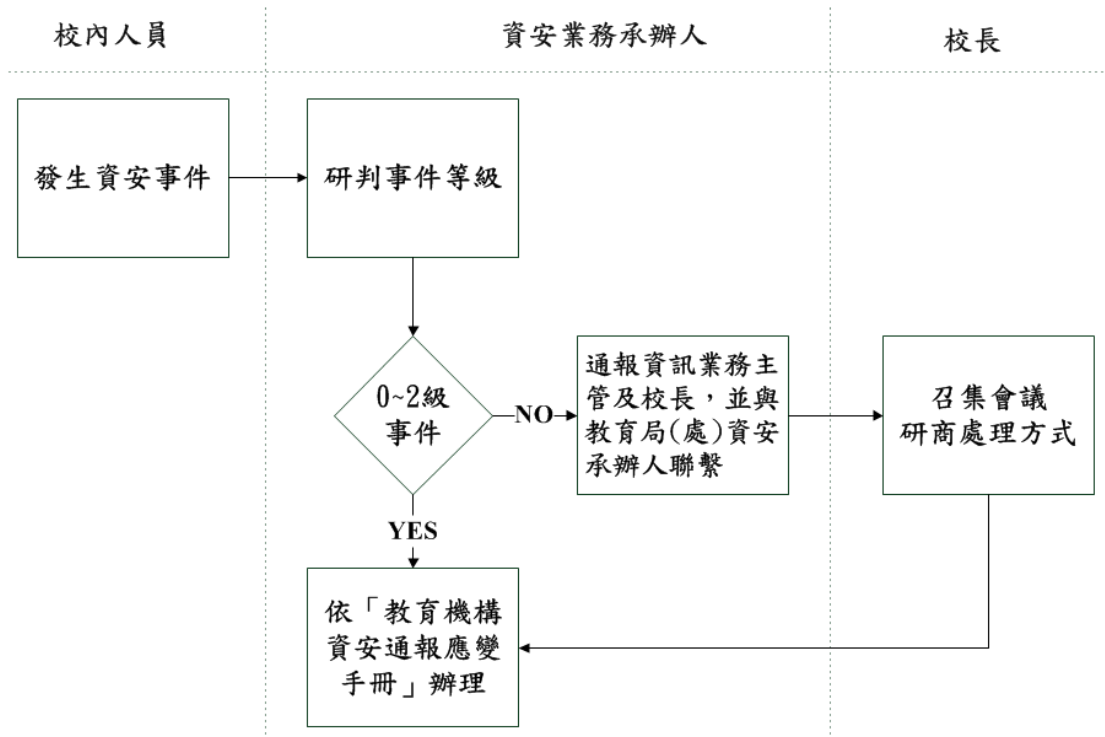 校內人員
資安業務承辦人
校長
發生資安事件
研判事件等級
0~2級
事件
NO
通報資訊業務主
管及校長，並與
教育局(處)資安
承辦人聯繫
召集會議
研商處理方式
YES
依「教育機構
資安通報應變
手冊」辦理